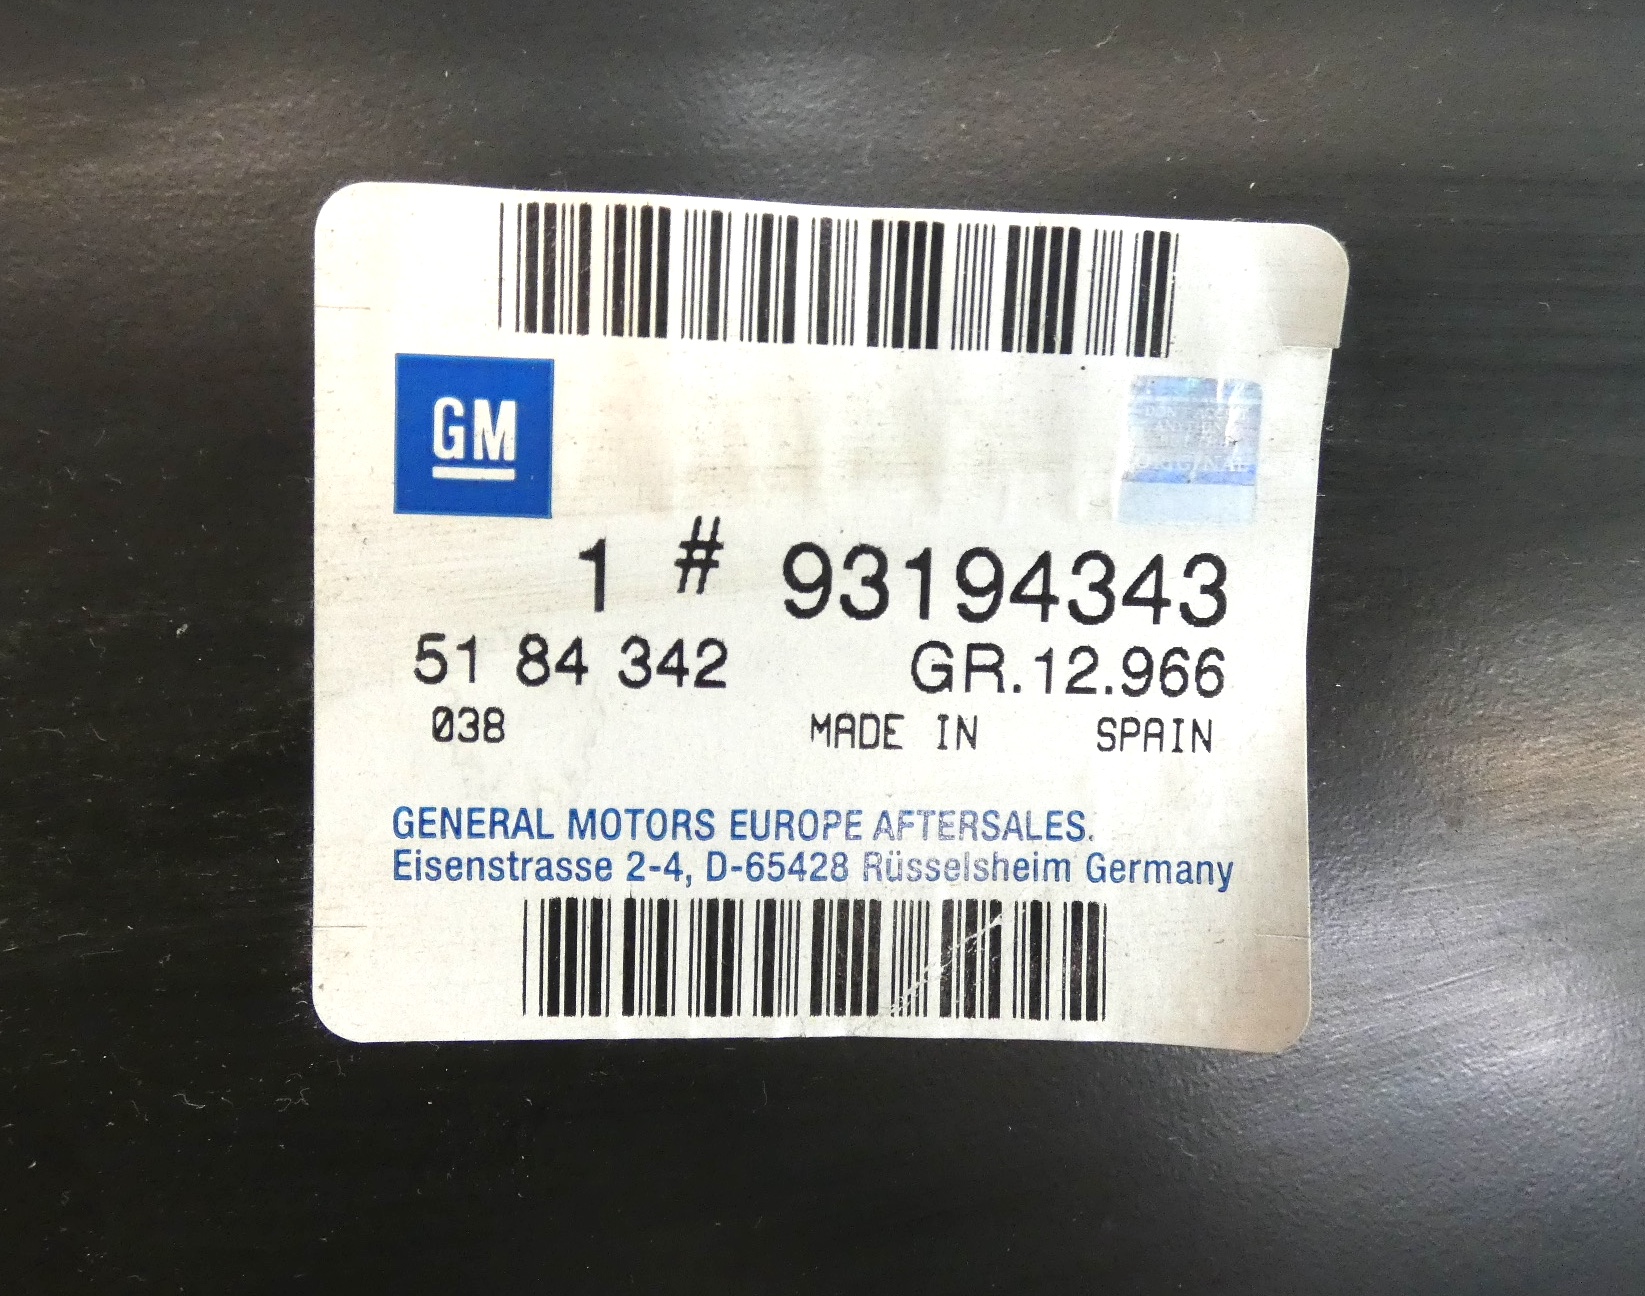 GM
1 # 93194343
51 84 342 GR.12.966
038 MADE IN SPAIN
GENERAL MOTORS EUROPE AFTERSALES.
Eisenstrasse 2-4, D-65428 Rüsselsheim Germany